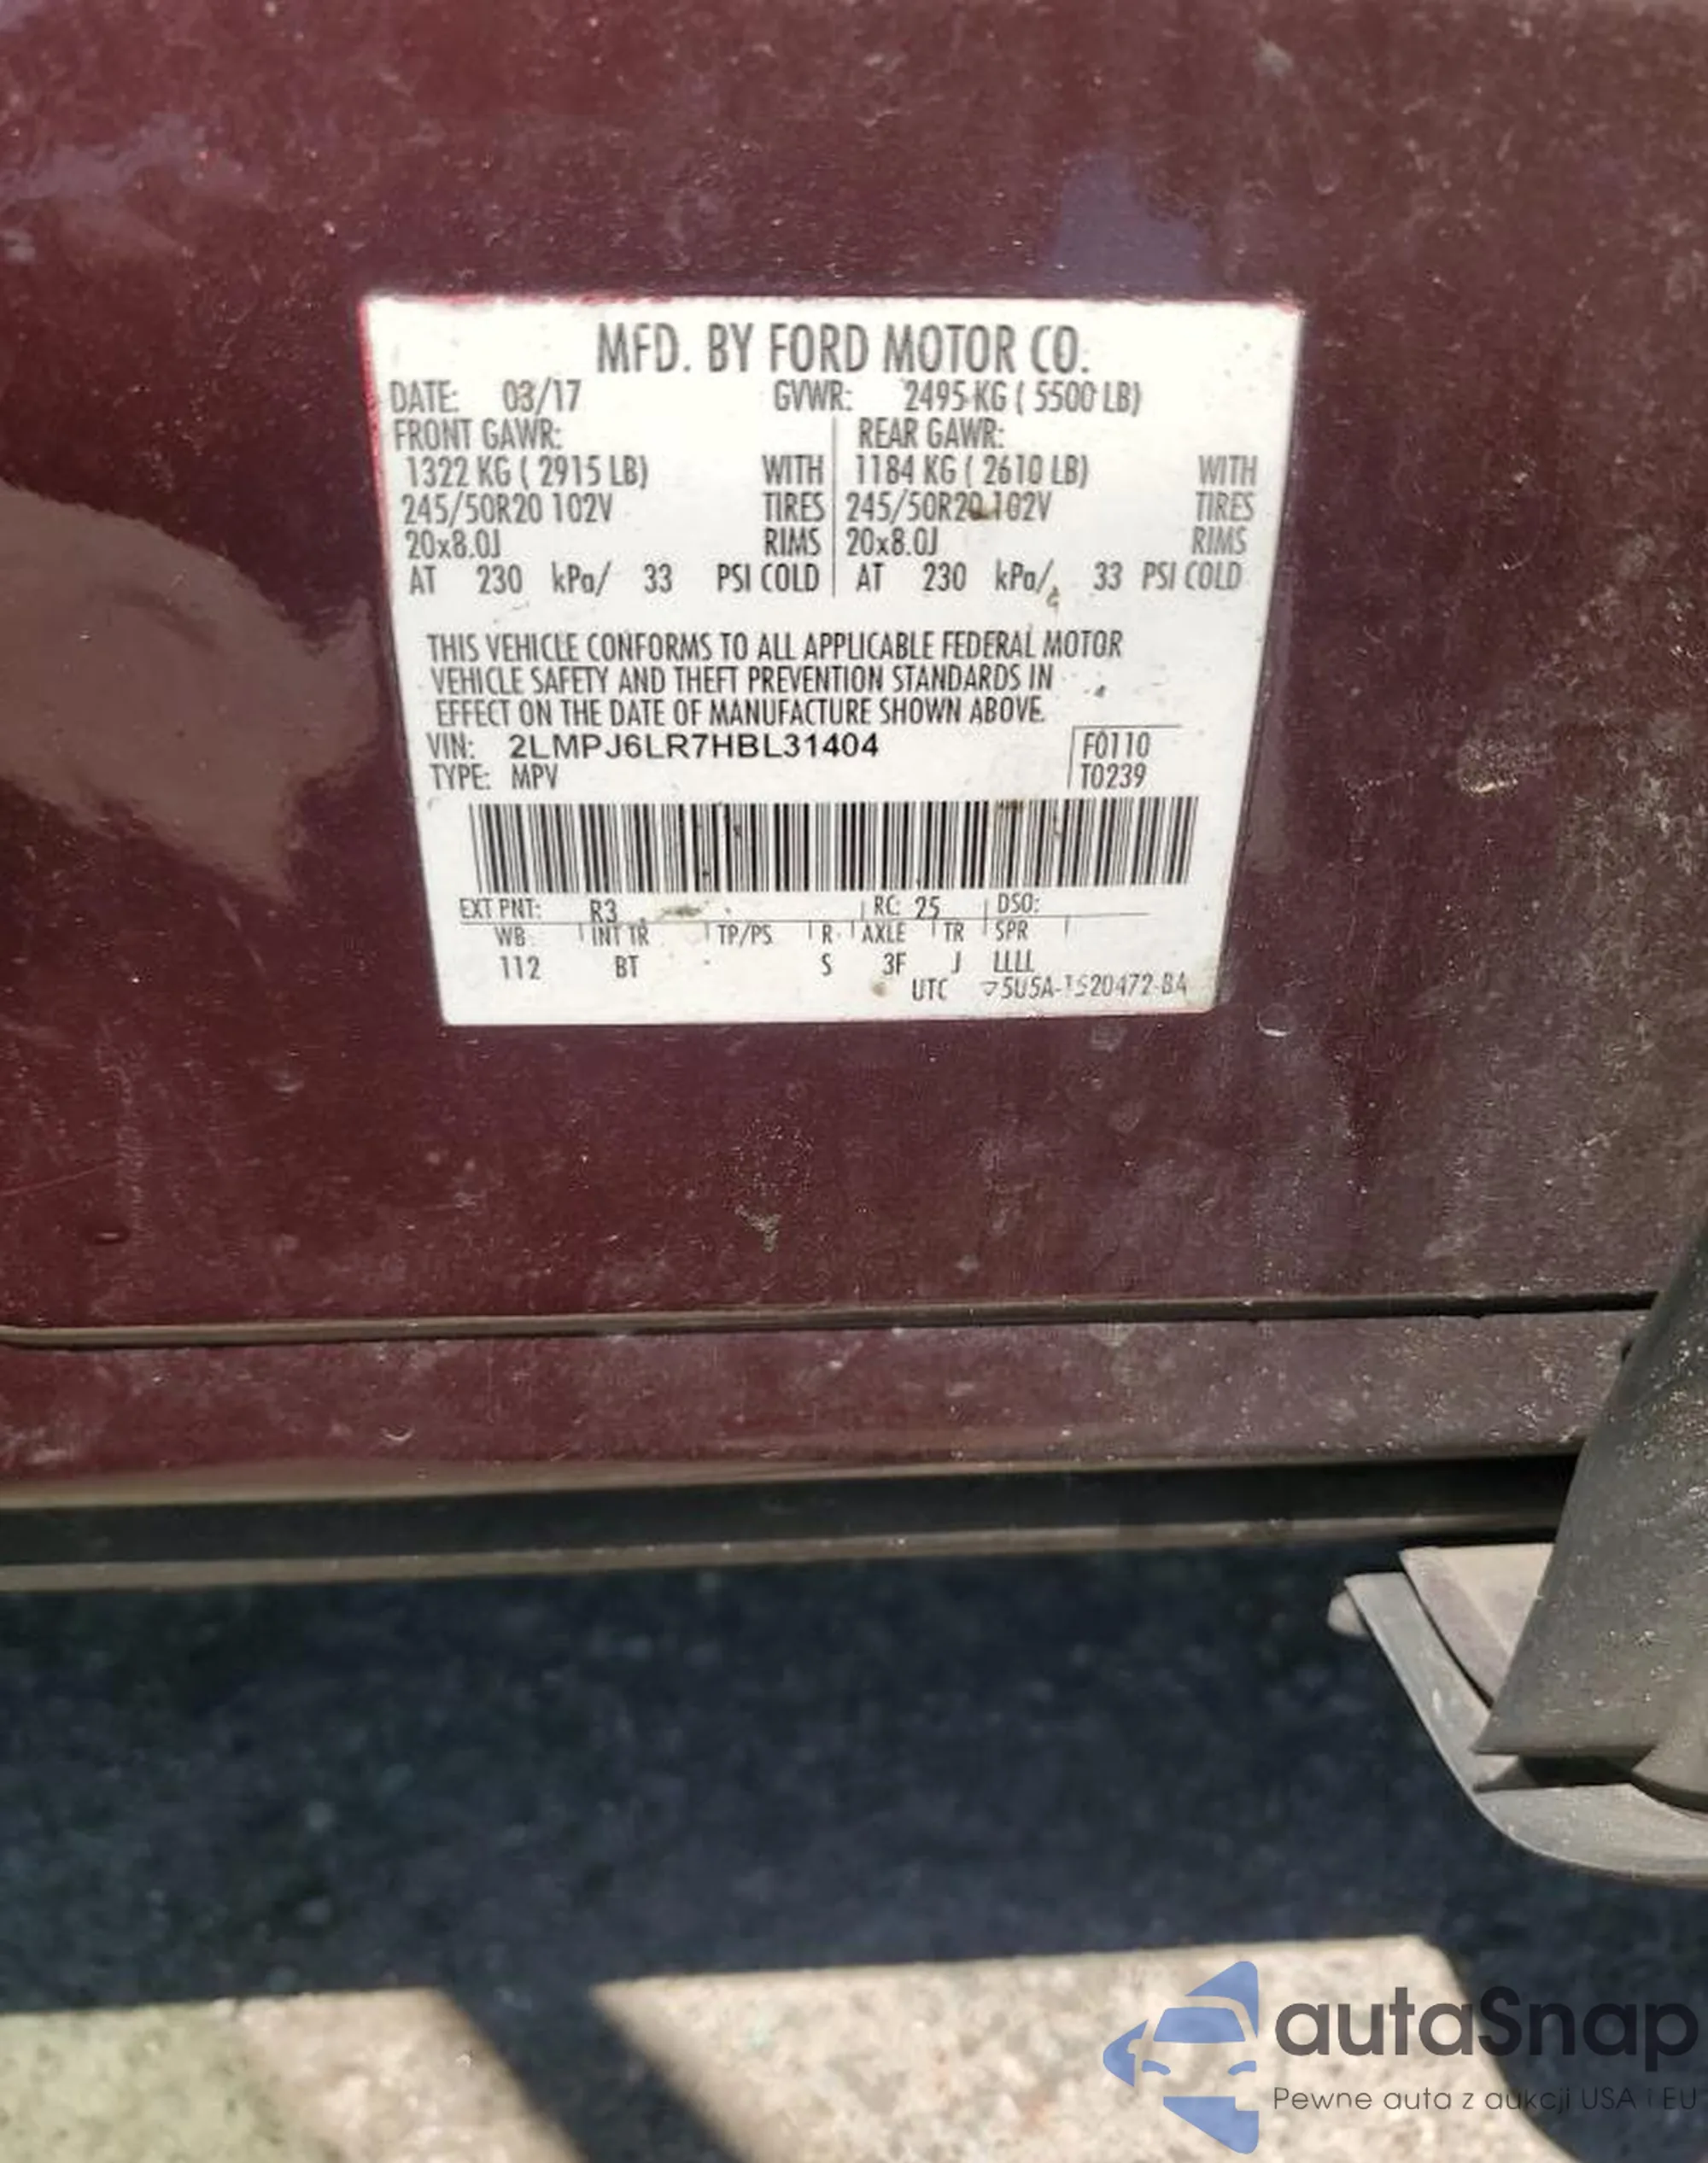 MFD. BY FORD MOTOR CO.
DATE: 03/17 GVWR: 2495 KG ( 5500 LB)
FRONT GAWR: REAR GAWR:
1322 KG ( 2915 LB) WITH 1184 KG ( 2610 LB) WITH
245/50R20 102V TIRES 245/50R20 102V TIRES
20x8.0J RIMS 20x8.0J RIMS
AT 230 kPa/ 33 PSI COLD AT 230 kPa/ 33 PSI COLD
THIS VEHICLE CONFORMS TO ALL APPLICABLE FEDERAL MOTOR
VEHICLE SAFETY AND THEFT PREVENTION STANDARDS IN
EFFECT ON THE DATE OF MANUFACTURE SHOWN ABOVE.
VIN: 2LMPJ6LR7HBL31404 F0110
TYPE: MPV T0239
EXT PNT: R3 RC: 25 DSO:
WB INT TR TP/PS R AXLE TR SPR
112 BT S 3F J LLLL
UTC
autaSnap
Pewne auta z aukcji USA i EU